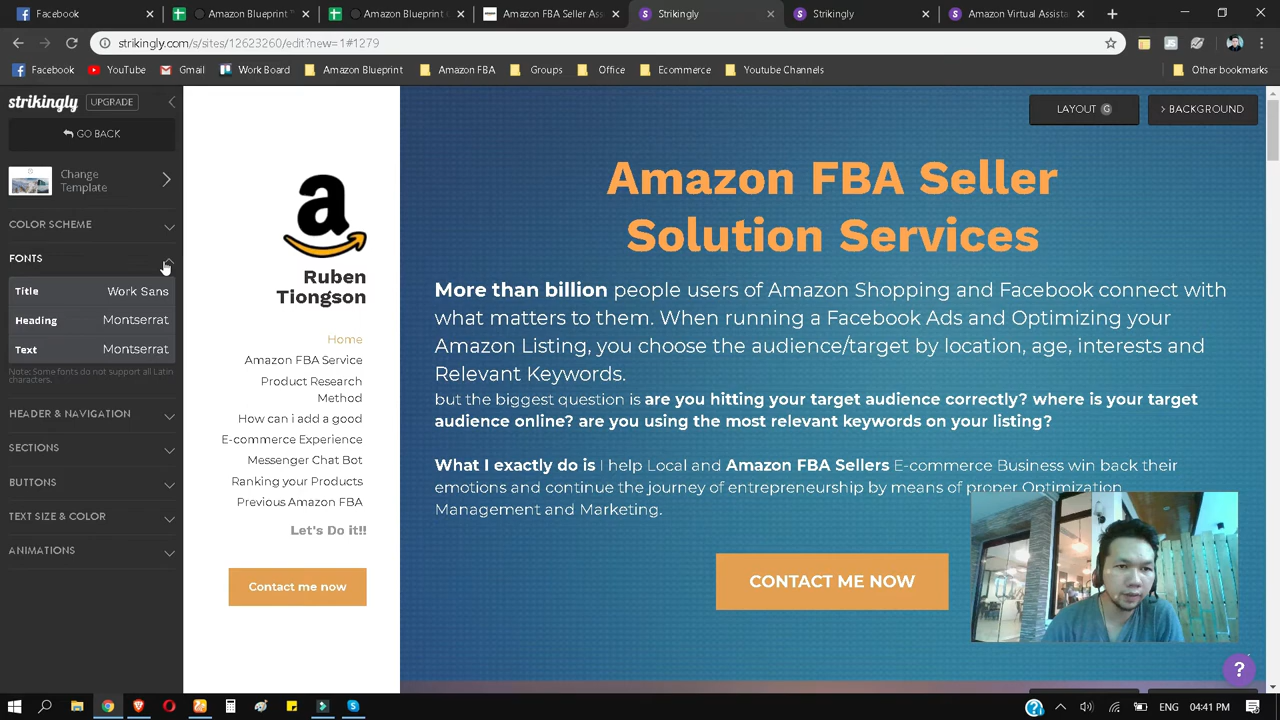 Amazon Blueprint
Amazon Blueprint
Amazon FBA Seller Ass
Strikingly
Strikingly
Amazon Virtual Assista
strikingly.com/s/sites/12623260/edit?new=1#1279
Facebook
YouTube
Gmail
Work Board
Amazon Blueprint
Amazon FBA
Groups
Office
Ecommerce
Youtube Channels
Other bookmarks
strikingly
UPGRADE
GO BACK
Change
Template
COLOR SCHEME
FONTS
Title Work Sans
Heading Montserrat
Text Montserrat
Note: Some fonts do not support all Latin
characters.
HEADER & NAVIGATION
SECTIONS
BUTTONS
TEXT SIZE & COLOR
ANIMATIONS
a
Ruben
Tiongson
Home
Amazon FBA Service
Product Research
Method
How can i add a good
E-commerce Experience
Messenger Chat Bot
Ranking your Products
Previous Amazon FBA
Let's Do it!!
Contact me now
LAYOUT G
BACKGROUND
Amazon FBA Seller
Solution Services
More than billion people users of Amazon Shopping and Facebook connect with
what matters to them. When running a Facebook Ads and Optimizing your
Amazon Listing, you choose the audience/target by location, age, interests and
Relevant Keywords.
but the biggest question is are you hitting your target audience correctly? where is your target
audience online? are you using the most relevant keywords on your listing?
What I exactly do is I help Local and Amazon FBA Sellers E-commerce Business win back their
emotions and continue the journey of entrepreneurship by means of proper Optimization
Management and Marketing.
CONTACT ME NOW
?
ENG
04:41 PM